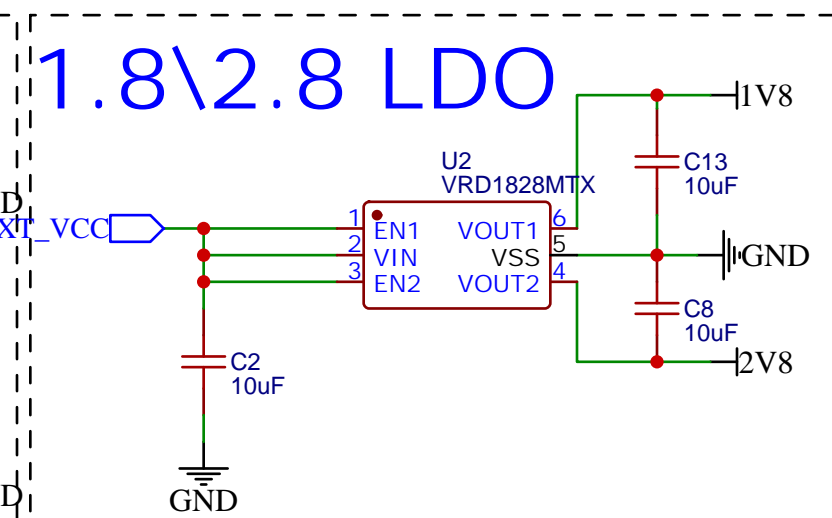 1.8\2.8 LDO
1V8
U2
VRD1828MTX
C13
10uF
D
XT_VCC
1
EN1
VOUT1
6
2
VIN
VSS
5
GND
3
EN2
VOUT2
4
C8
10uF
C2
10uF
2V8
D
GND